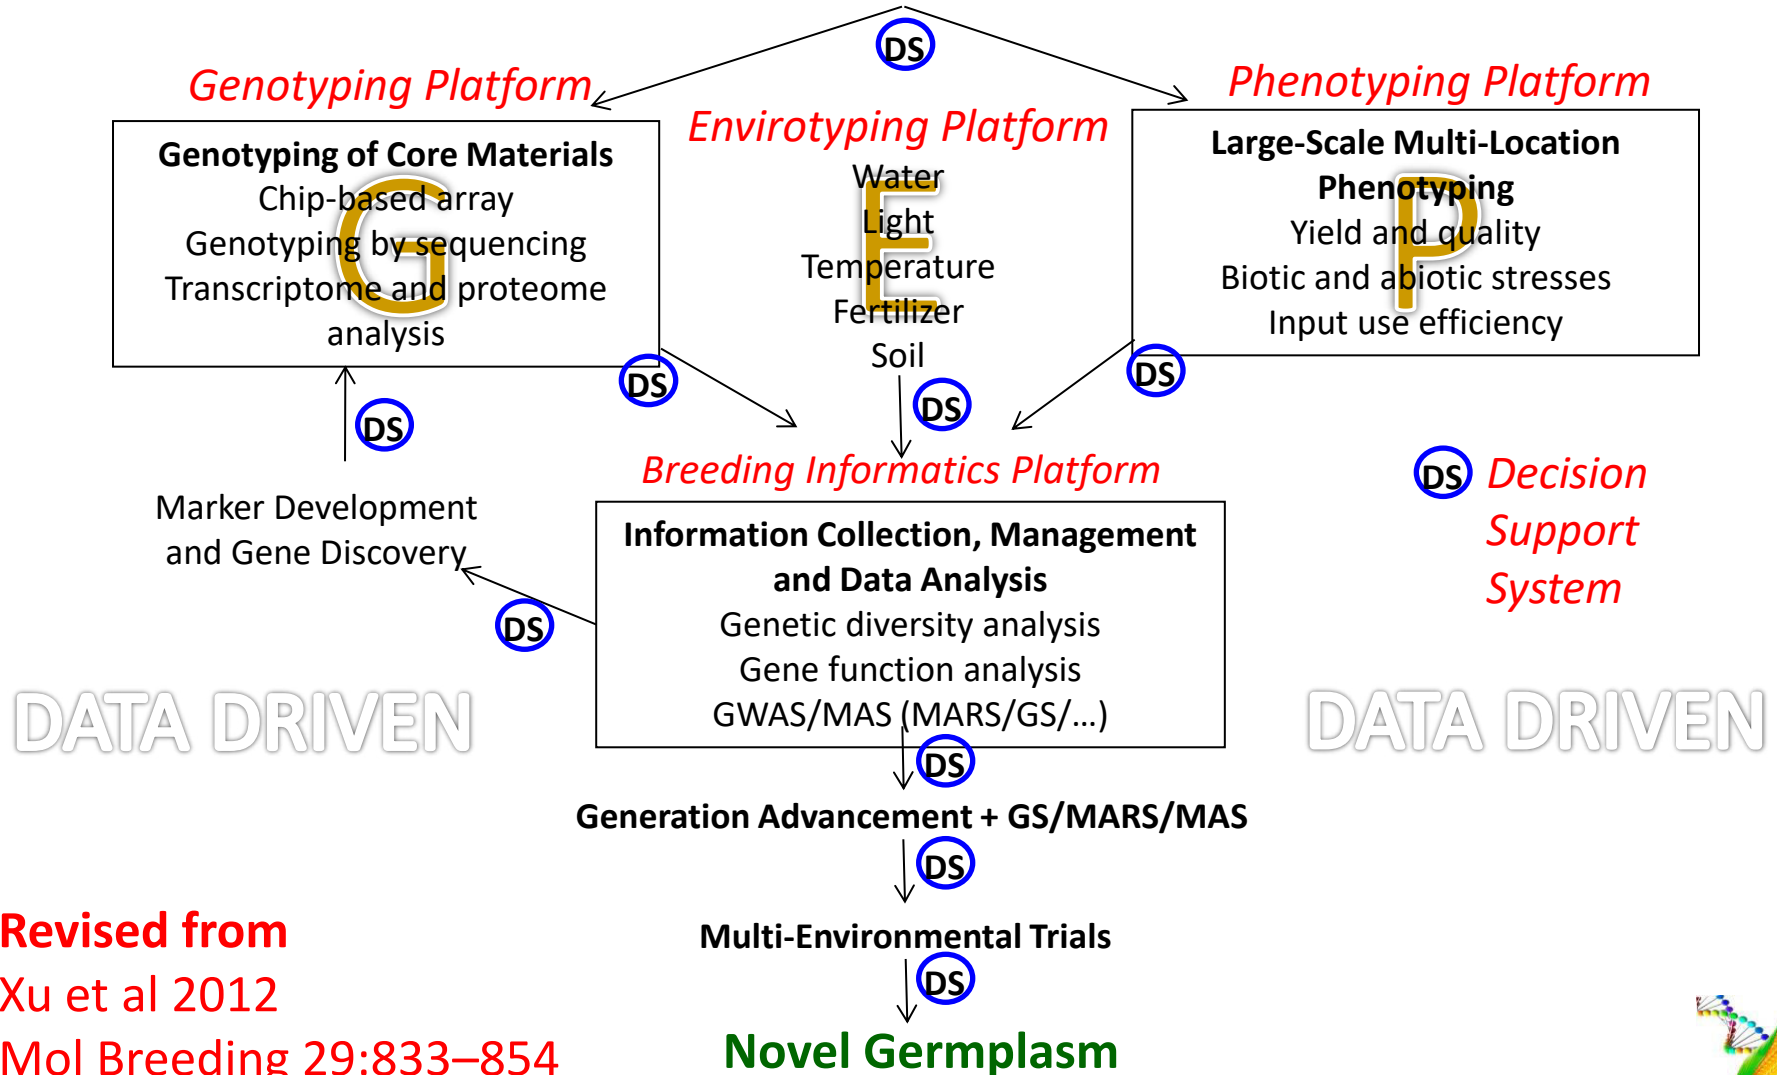 DS
Genotyping Platform
Genotyping of Core Materials
Chip-based array
Genotyping by sequencing
Transcriptome and proteome
analysis
G
Envirotyping Platform
Water
Light
Temperature
Fertilizer
Soil
E
Phenotyping Platform
Large-Scale Multi-Location
Phenotyping
Yield and quality
Biotic and abiotic stresses
Input use efficiency
P
DS
DS
DS
DS
Marker Development
and Gene Discovery
DS
Breeding Informatics Platform
Information Collection, Management
and Data Analysis
Genetic diversity analysis
Gene function analysis
GWAS/MAS (MARS/GS/...)
DS Decision
Support
System
DATA DRIVEN
DATA DRIVEN
DS
Generation Advancement + GS/MARS/MAS
DS
Multi-Environmental Trials
DS
Novel Germplasm
Revised from
Xu et al 2012
Mol Breeding 29:833–854